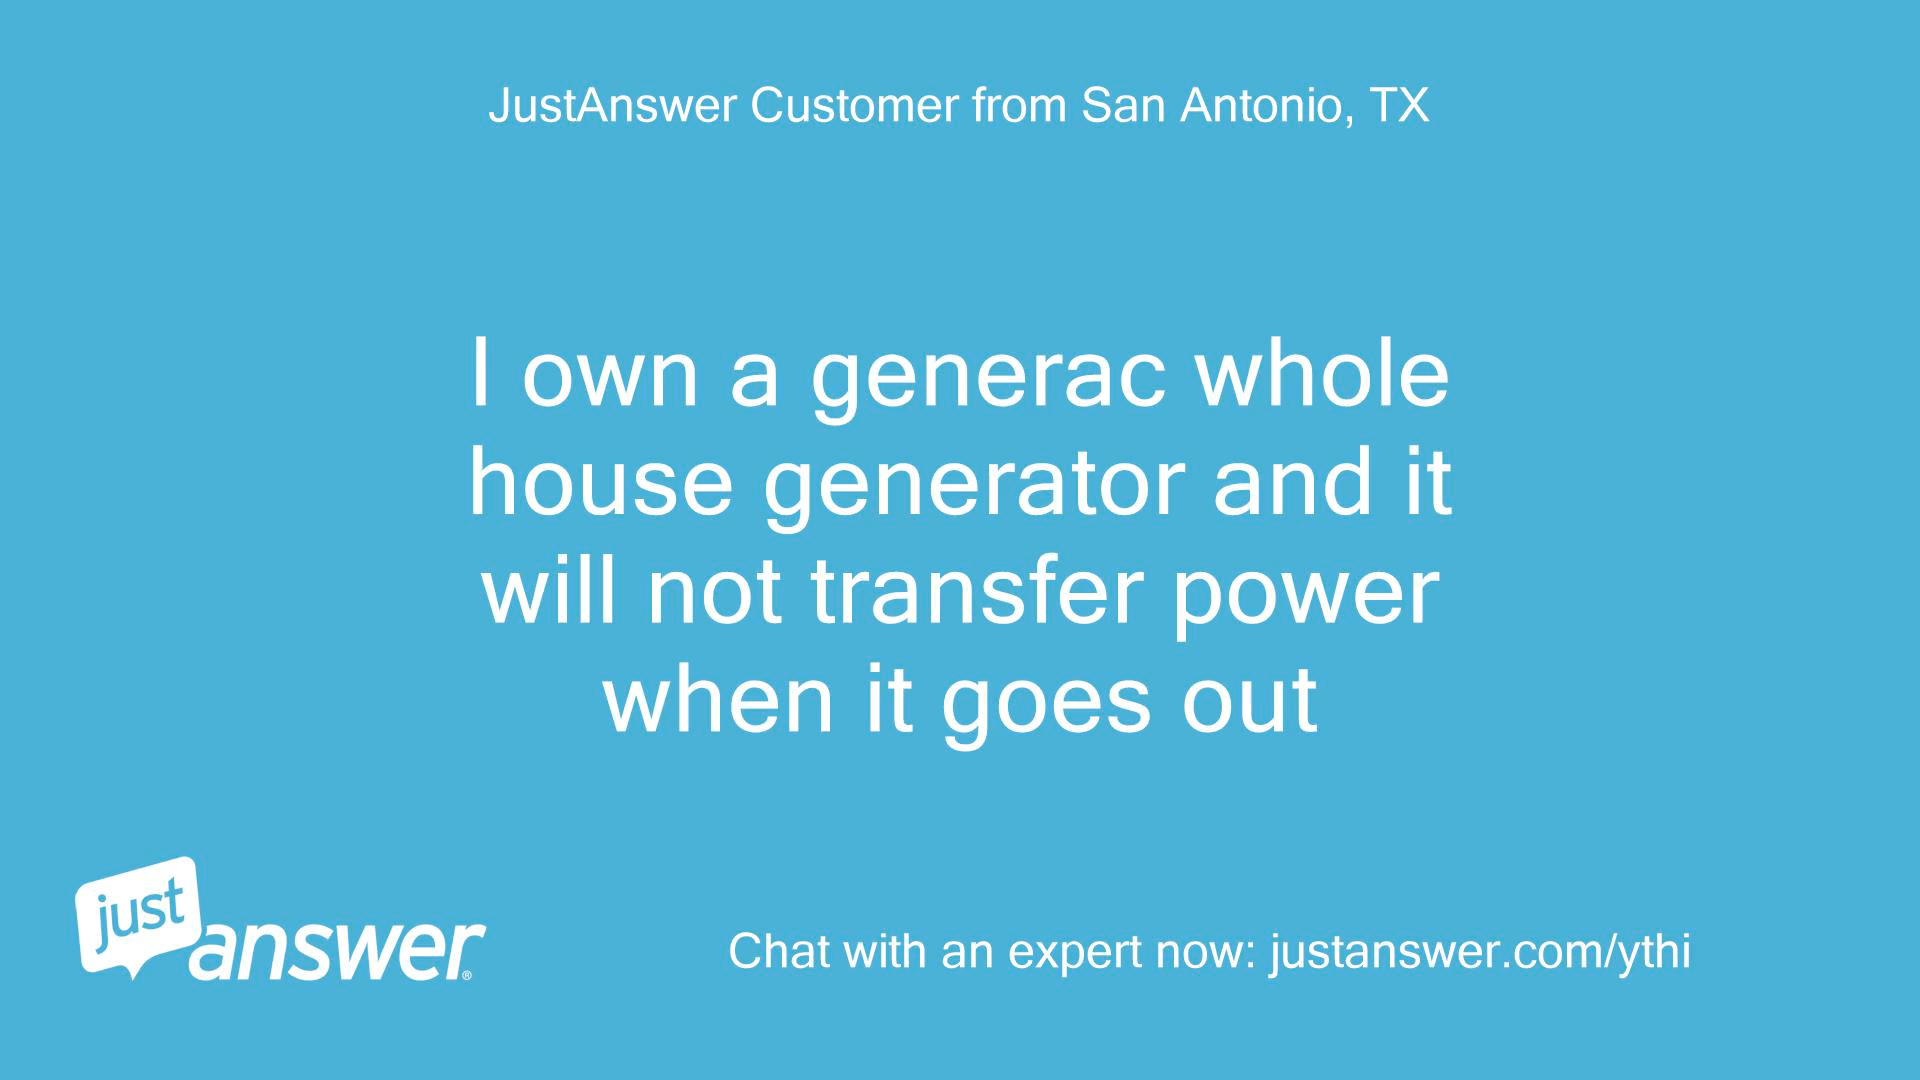 JustAnswer Customer from San Antonio, TX
I own a generac whole
house generator and it
will not transfer power
when it goes out
just
answer®
Chat with an expert now: justanswer.com/ythi